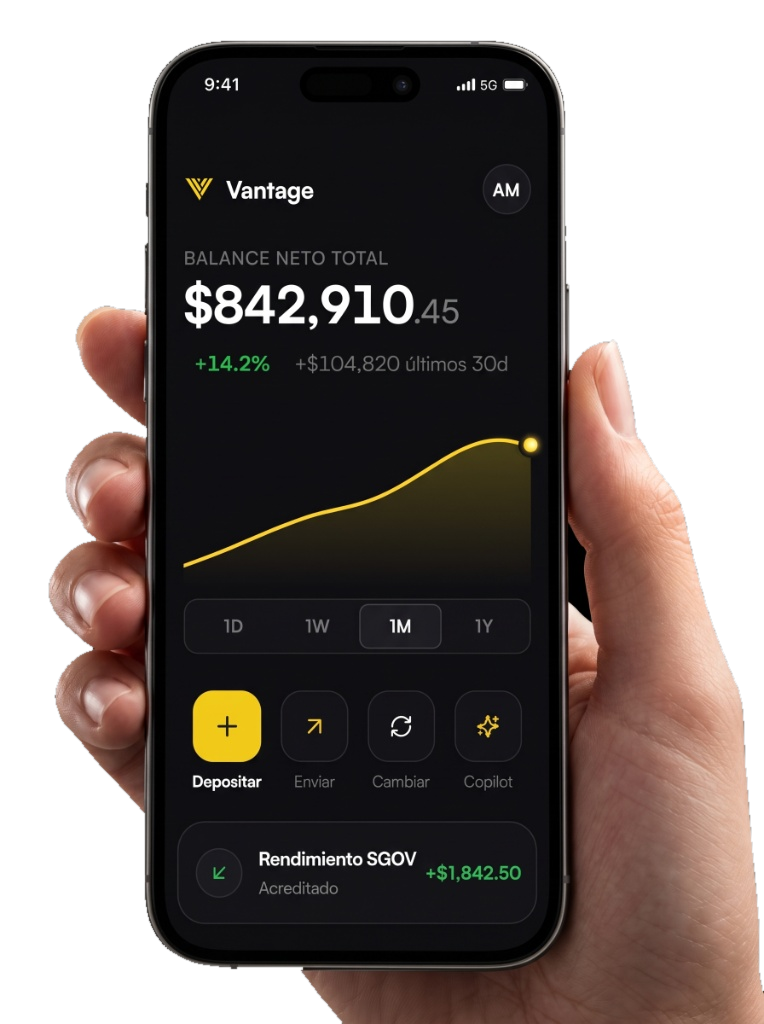 9:41 5G
Vantage AM
BALANCE NETO TOTAL
$842,910.45
+14.2% +$104,820 últimos 30d
1D 1W 1M 1Y
Depositar Enviar Cambiar Copilot
Rendimiento SGOV
+$1,842.50
Acreditado